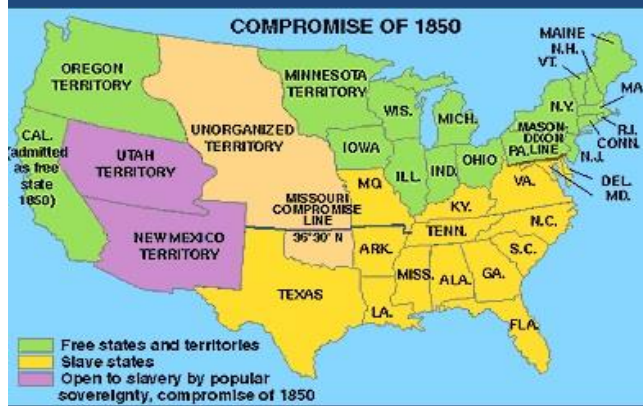 COMPROMISE OF 1850
MAINE
N.H.
VT.
OREGON
TERRITORY
MINNESOTA
TERRITORY
MA
CAL.
(admitted
as free
state
1850)
UNORGANIZED
TERRITORY
WIS.
MICH.
N.Y.
R.I.
CONN.
MASON-
DIXON
LINE
PA.
N.J.
UTAH
TERRITORY
IOWA
ILL.
IND.
OHIO
DEL.
MD.
MISSOURI
COMPROMISE
LINE
36°30' N
MO.
VA.
KY.
NEW MEXICO
TERRITORY
N.C.
TENN.
ARK.
S.C.
TEXAS
MISS.
ALA.
GA.
LA.
FLA.
Free states and territories
Slave states
Open to slavery by popular
sovereignty, compromise of 1850